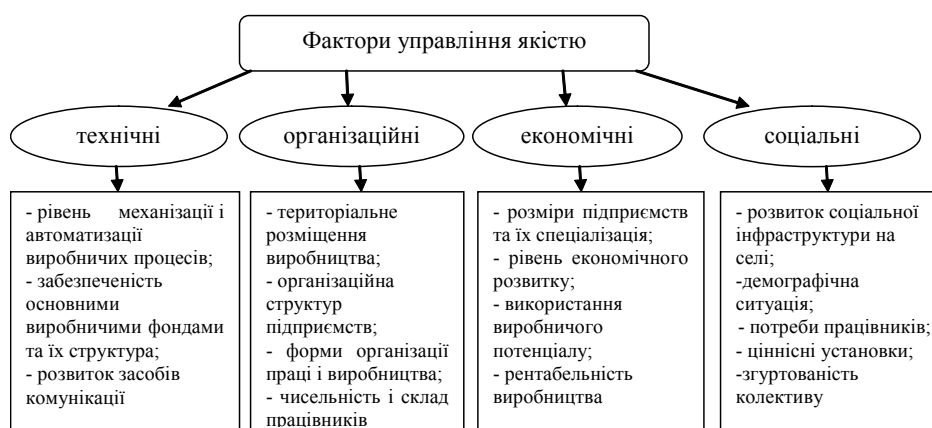 Фактори управління якістю
технічні
організаційні
економічні
соціальні
- рівень механізації і
автоматизації
виробничих процесів;
- забезпеченість
основними
виробничими фондами
та їх структура;
- розвиток засобів
комунікації
- територіальне
розміщення
виробництва;
- організаційна
структур
підприємств;
- форми організації
праці і виробництва;
- чисельність і склад
працівників
- розміри підприємств
та їх спеціалізація;
- рівень економічного
розвитку;
- використання
виробничого
потенціалу;
- рентабельність
виробництва
- розвиток соціальної
інфраструктури на
селі;
-демографічна
ситуація;
- потреби працівників;
- ціннісні установки;
-згуртованість
колективу